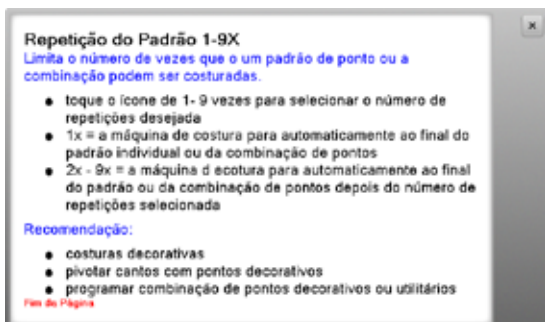 Repetição do Padrão 1-9X
Limita o número de vezes que o um padrão de ponto ou a
combinação podem ser costuradas.
• toque o ícone de 1- 9 vezes para selecionar o número de
repetições desejada
• 1x = a máquina de costura para automaticamente ao final do
padrão individual ou da combinação de pontos
• 2x - 9x = a máquina d ecotura para automaticamente ao final
do padrão ou da combinação de pontos depois do número de
repetições selecionada
Recomendação:
• costuras decorativas
• pivotar cantos com pontos decorativos
• programar combinação de pontos decorativos ou utilitários
Fim da Página